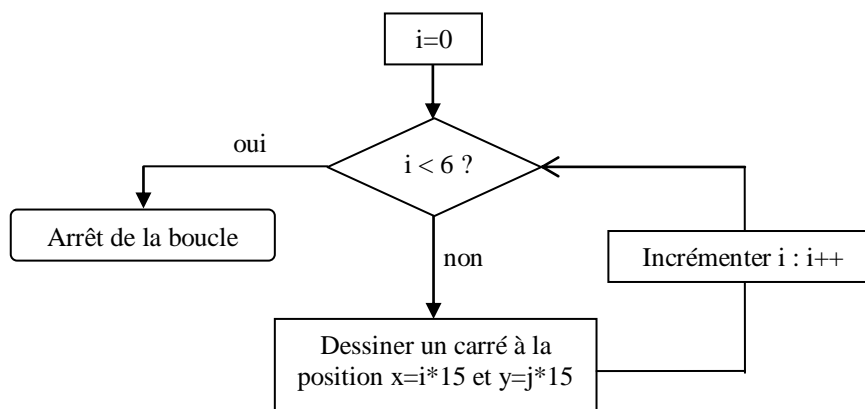 i=0
oui
i < 6 ?
Arrêt de la boucle
non
Incrémenter i : i++
Dessiner un carré à la
position x=i*15 et y=j*15